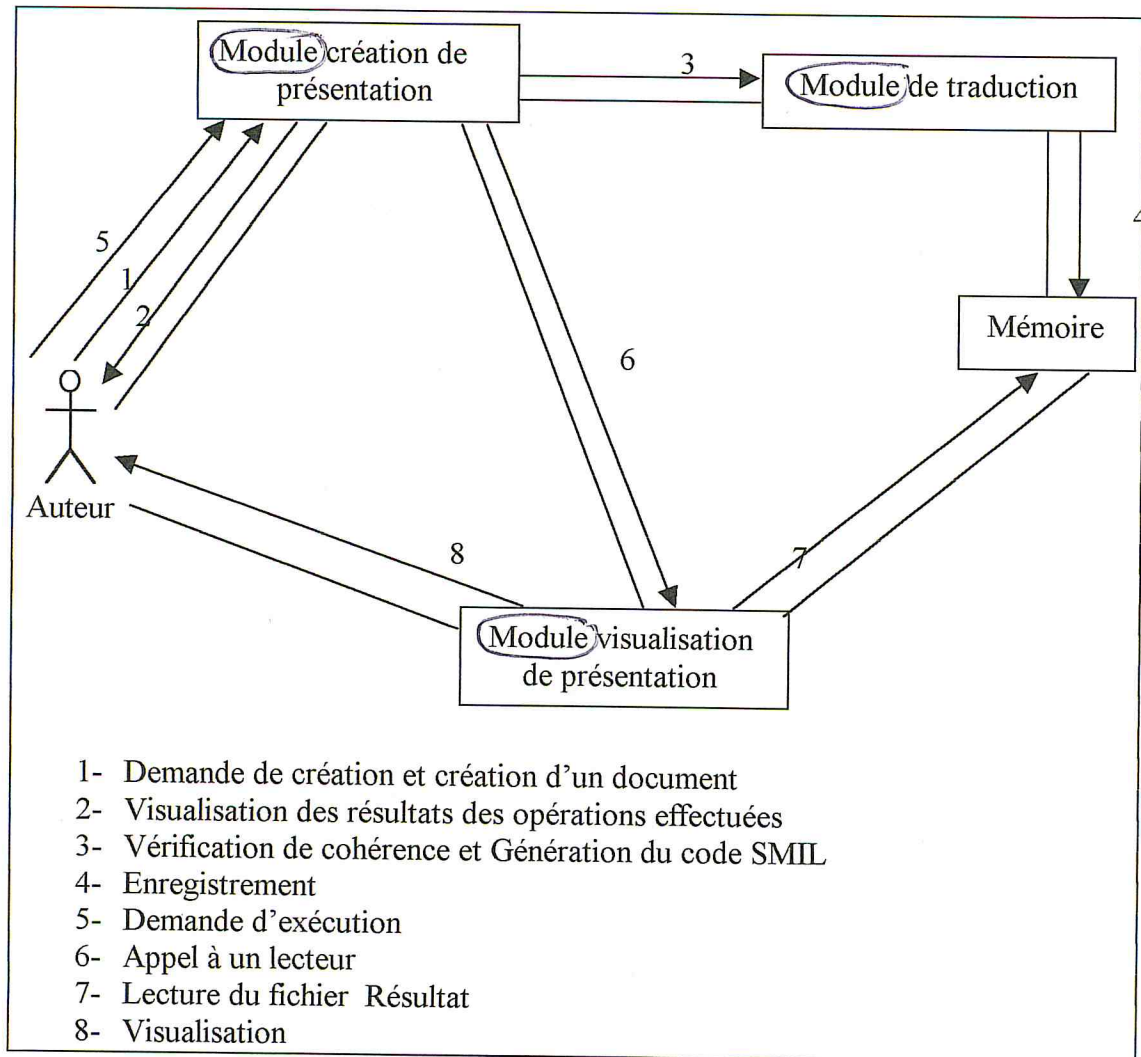 Module création de
présentation
3
Module de traduction
4
5
1
2
6
Mémoire
Auteur
8
7
Module visualisation
de présentation
1- Demande de création et création d'un document
2- Visualisation des résultats des opérations effectuées
3- Vérification de cohérence et Génération du code SMIL
4- Enregistrement
5- Demande d'exécution
6- Appel à un lecteur
7- Lecture du fichier Résultat
8- Visualisation